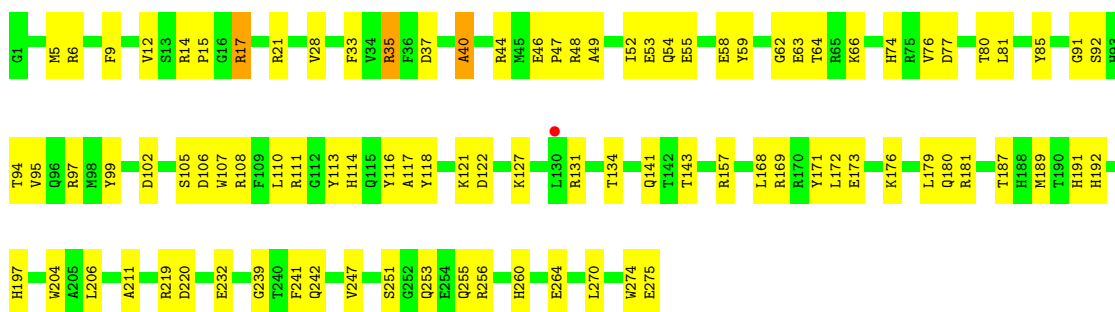 G1 M5 R6 F9 V12 S13 R14 P15 G16 R17 R21 V28 F33 V34 R35 F36 D37 A40 R44 M45 E46 P47 R48 A49 I52 E53 Q54 E55 E58 Y59 G62 E63 T64 R65 K66 H74 R75 V76 D77 T80 L81 Y85 G91 S92 H93
T94 V95 Q96 R97 M98 Y99 D102 S105 D106 W107 R108 F109 L110 R111 G112 Y113 H114 Q115 Y116 A117 Y118 K121 D122 K127 L130 R131 T134 Q141 T142 T143 R157 L168 R169 R170 Y171 L172 E173 K176 L179 Q180 R181 T187 H188 M189 T190 H191 H192
H197 W204 A205 L206 A211 R219 D220 E232 G239 T240 F241 Q242 V247 S251 G252 Q253 E254 Q255 R256 H260 E264 L270 W274 E275